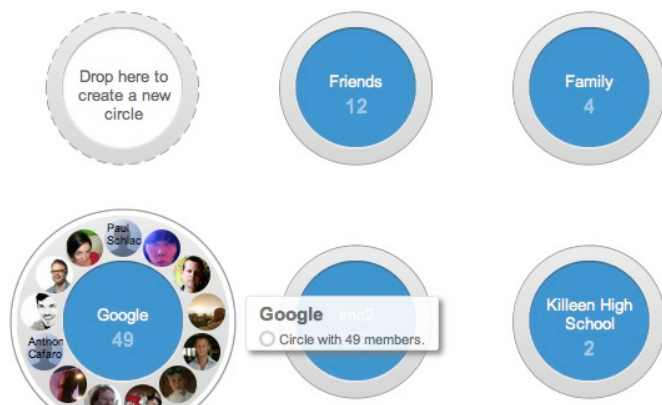 Drop here to
create a new
circle
Friends
12
Family
4
Paul
Schlac
Google
49
Anthon
Cafaro
Google
Circle with 49 members.
imc2
Killeen High
School
2